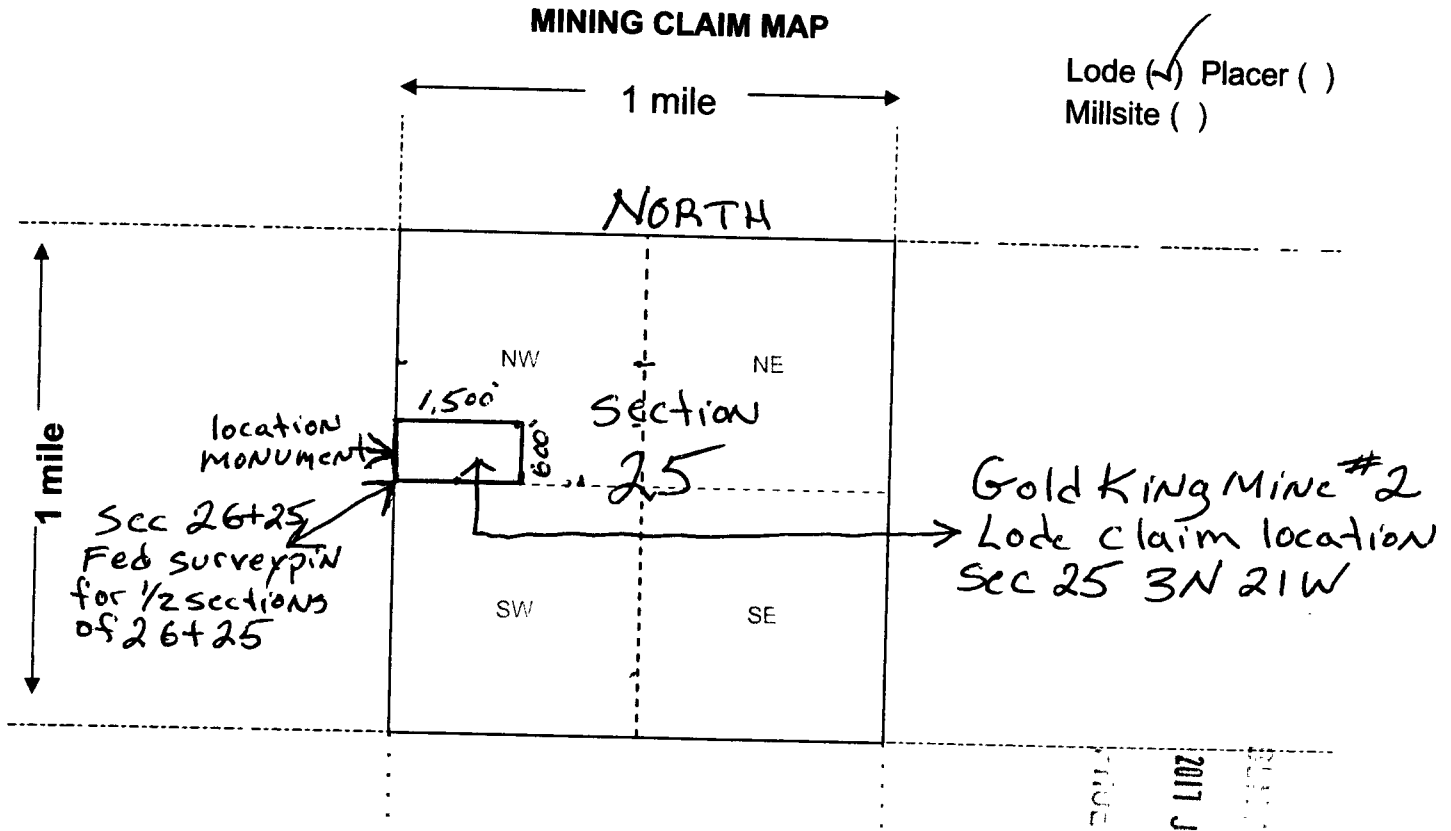 MINING CLAIM MAP
Lode (✓) Placer ( )
Millsite ( )
1 mile
NORTH
1 mile
NW
NE
1,500'
600'
location
MONUMENT
Section
25
Sec 26+25
Fed surveypin
for 1/2 sections
of 26+25
Gold King Mine #2
Lode claim location
Sec 25 3N 21W
SW
SE
2017 J